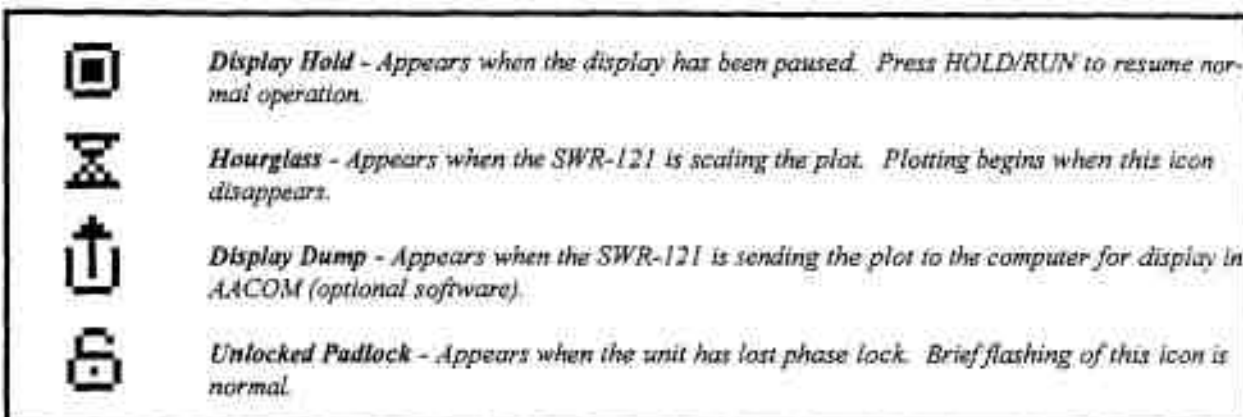 Display Hold - Appears when the display has been paused. Press HOLD/RUN to resume nor-
mal operation.
Hourglass - Appears when the SWR-121 is scaling the plot. Plotting begins when this icon
disappears.
Display Dump - Appears when the SWR-121 is sending the plot to the computer for display in
AACOM (optional software).
Unlocked Padlock - Appears when the unit has lost phase lock. Brief flashing of this icon is
normal.